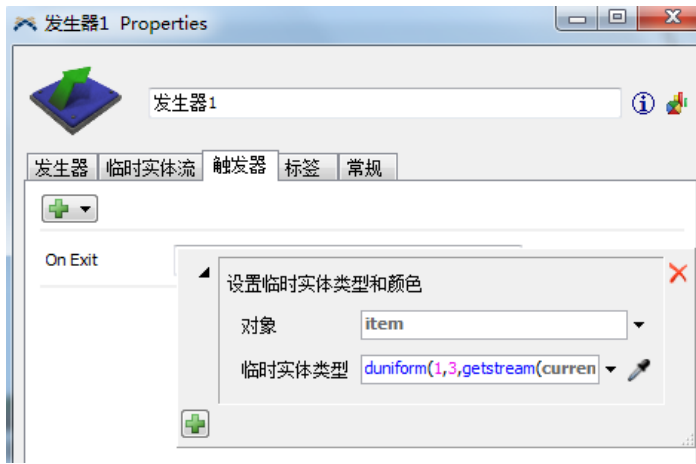 发生器1 Properties
发生器1
发生器 临时实体流 触发器 标签 常规
On Exit
设置临时实体类型和颜色
对象 item
临时实体类型 duniform(1,3,getstream(curren